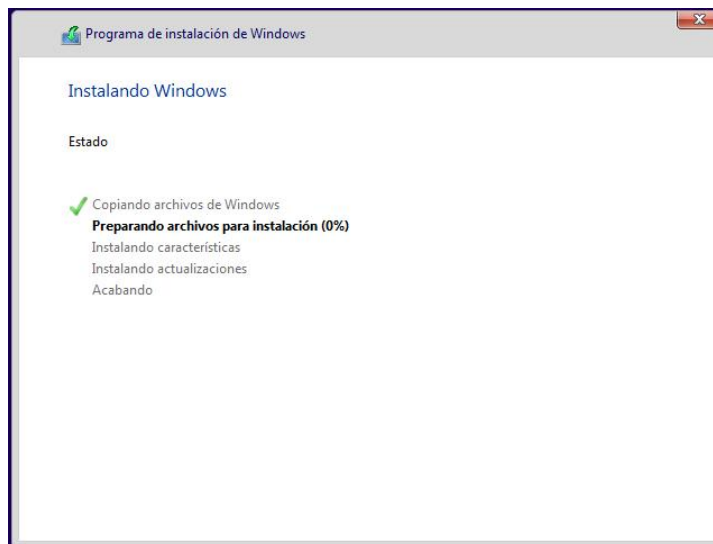 Programa de instalación de Windows
Instalando Windows
Estado
Copiando archivos de Windows
Preparando archivos para instalación (0%)
Instalando características
Instalando actualizaciones
Acabando